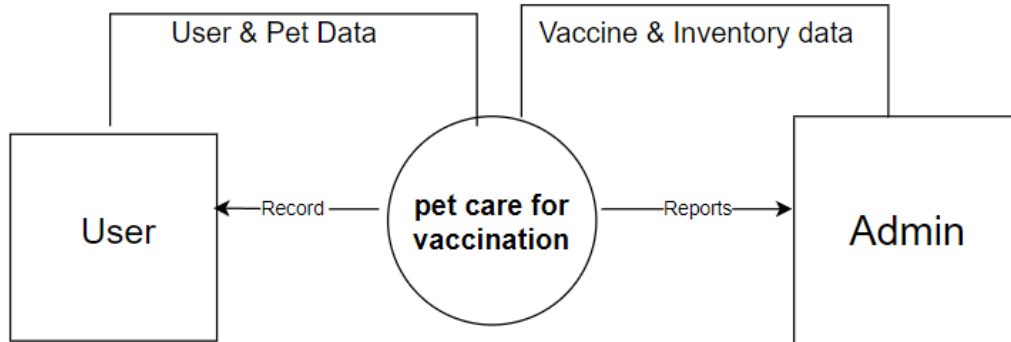 User & Pet Data
Vaccine & Inventory data
User
Record
pet care for
vaccination
Reports
Admin